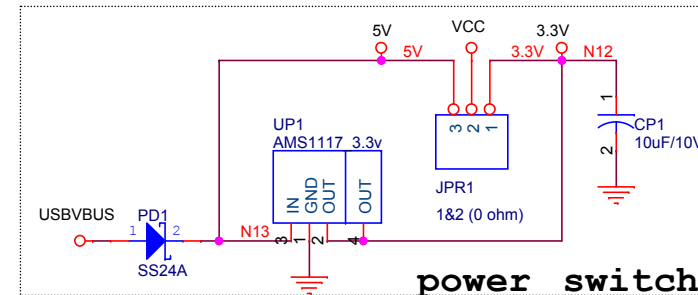 5V VCC 3.3V
5V 3.3V N12
3 2 1
1
UP1
AMS1117_3.3v
CP1
10uF/10V
2
IN GND OUT OUT
JPR1
1&2 (0 ohm)
USBVBUS PD1
1 2 N13 3 1 2 4
SS24A
power switch